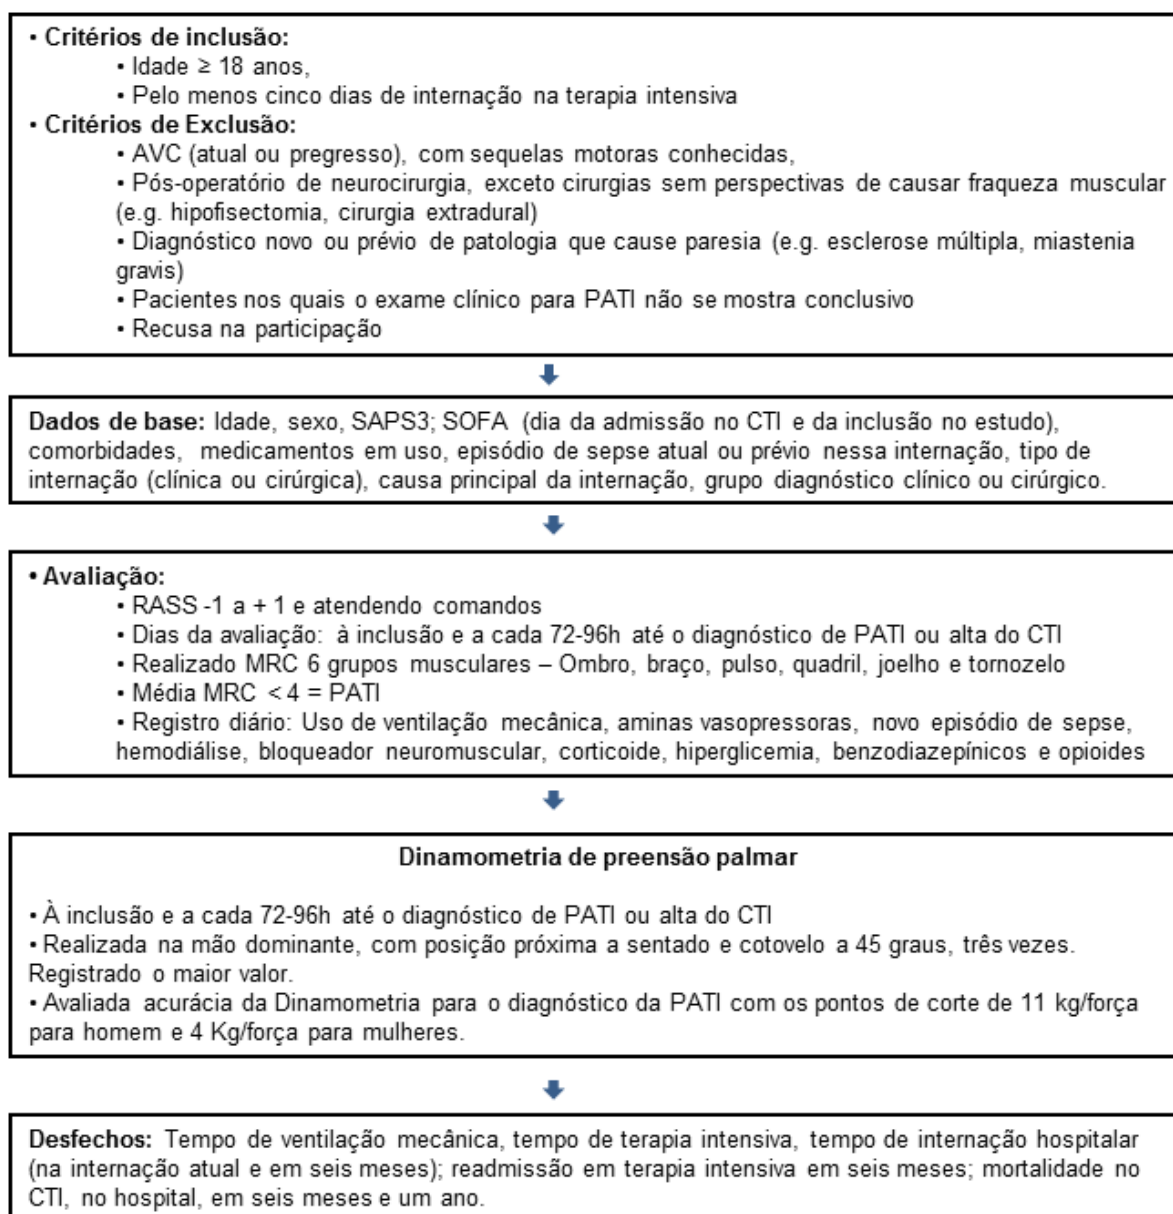 • Critérios de inclusão:
• Idade ≥ 18 anos,
• Pelo menos cinco dias de internação na terapia intensiva
• Critérios de Exclusão:
• AVC (atual ou pregresso), com sequelas motoras conhecidas,
• Pós-operatório de neurocirurgia, exceto cirurgias sem perspectivas de causar fraqueza muscular
(e.g. hipofisectomia, cirurgia extradural)
• Diagnóstico novo ou prévio de patologia que cause paresia (e.g. esclerose múltipla, miastenia
gravis)
• Pacientes nos quais o exame clínico para PATI não se mostra conclusivo
• Recusa na participação
Dados de base: Idade, sexo, SAPS3; SOFA (dia da admissão no CTI e da inclusão no estudo),
comorbidades, medicamentos em uso, episódio de sepse atual ou prévio nessa internação, tipo de
internação (clínica ou cirúrgica), causa principal da internação, grupo diagnóstico clínico ou cirúrgico.
• Avaliação:
• RASS -1 a + 1 e atendendo comandos
• Dias da avaliação: à inclusão e a cada 72-96h até o diagnóstico de PATI ou alta do CTI
• Realizado MRC 6 grupos musculares – Ombro, braço, pulso, quadril, joelho e tornozelo
• Média MRC < 4 = PATI
• Registro diário: Uso de ventilação mecânica, aminas vasopressoras, novo episódio de sepse,
hemodiálise, bloqueador neuromuscular, corticoide, hiperglicemia, benzodiazepínicos e opioides
Dinamometria de preensão palmar
• À inclusão e a cada 72-96h até o diagnóstico de PATI ou alta do CTI
• Realizada na mão dominante, com posição próxima a sentado e cotovelo a 45 graus, três vezes.
Registrado o maior valor.
• Avaliada acurácia da Dinamometria para o diagnóstico da PATI com os pontos de corte de 11 kg/força
para homem e 4 Kg/força para mulheres.
Desfechos: Tempo de ventilação mecânica, tempo de terapia intensiva, tempo de internação hospitalar
(na internação atual e em seis meses); readmissão em terapia intensiva em seis meses; mortalidade no
CTI, no hospital, em seis meses e um ano.